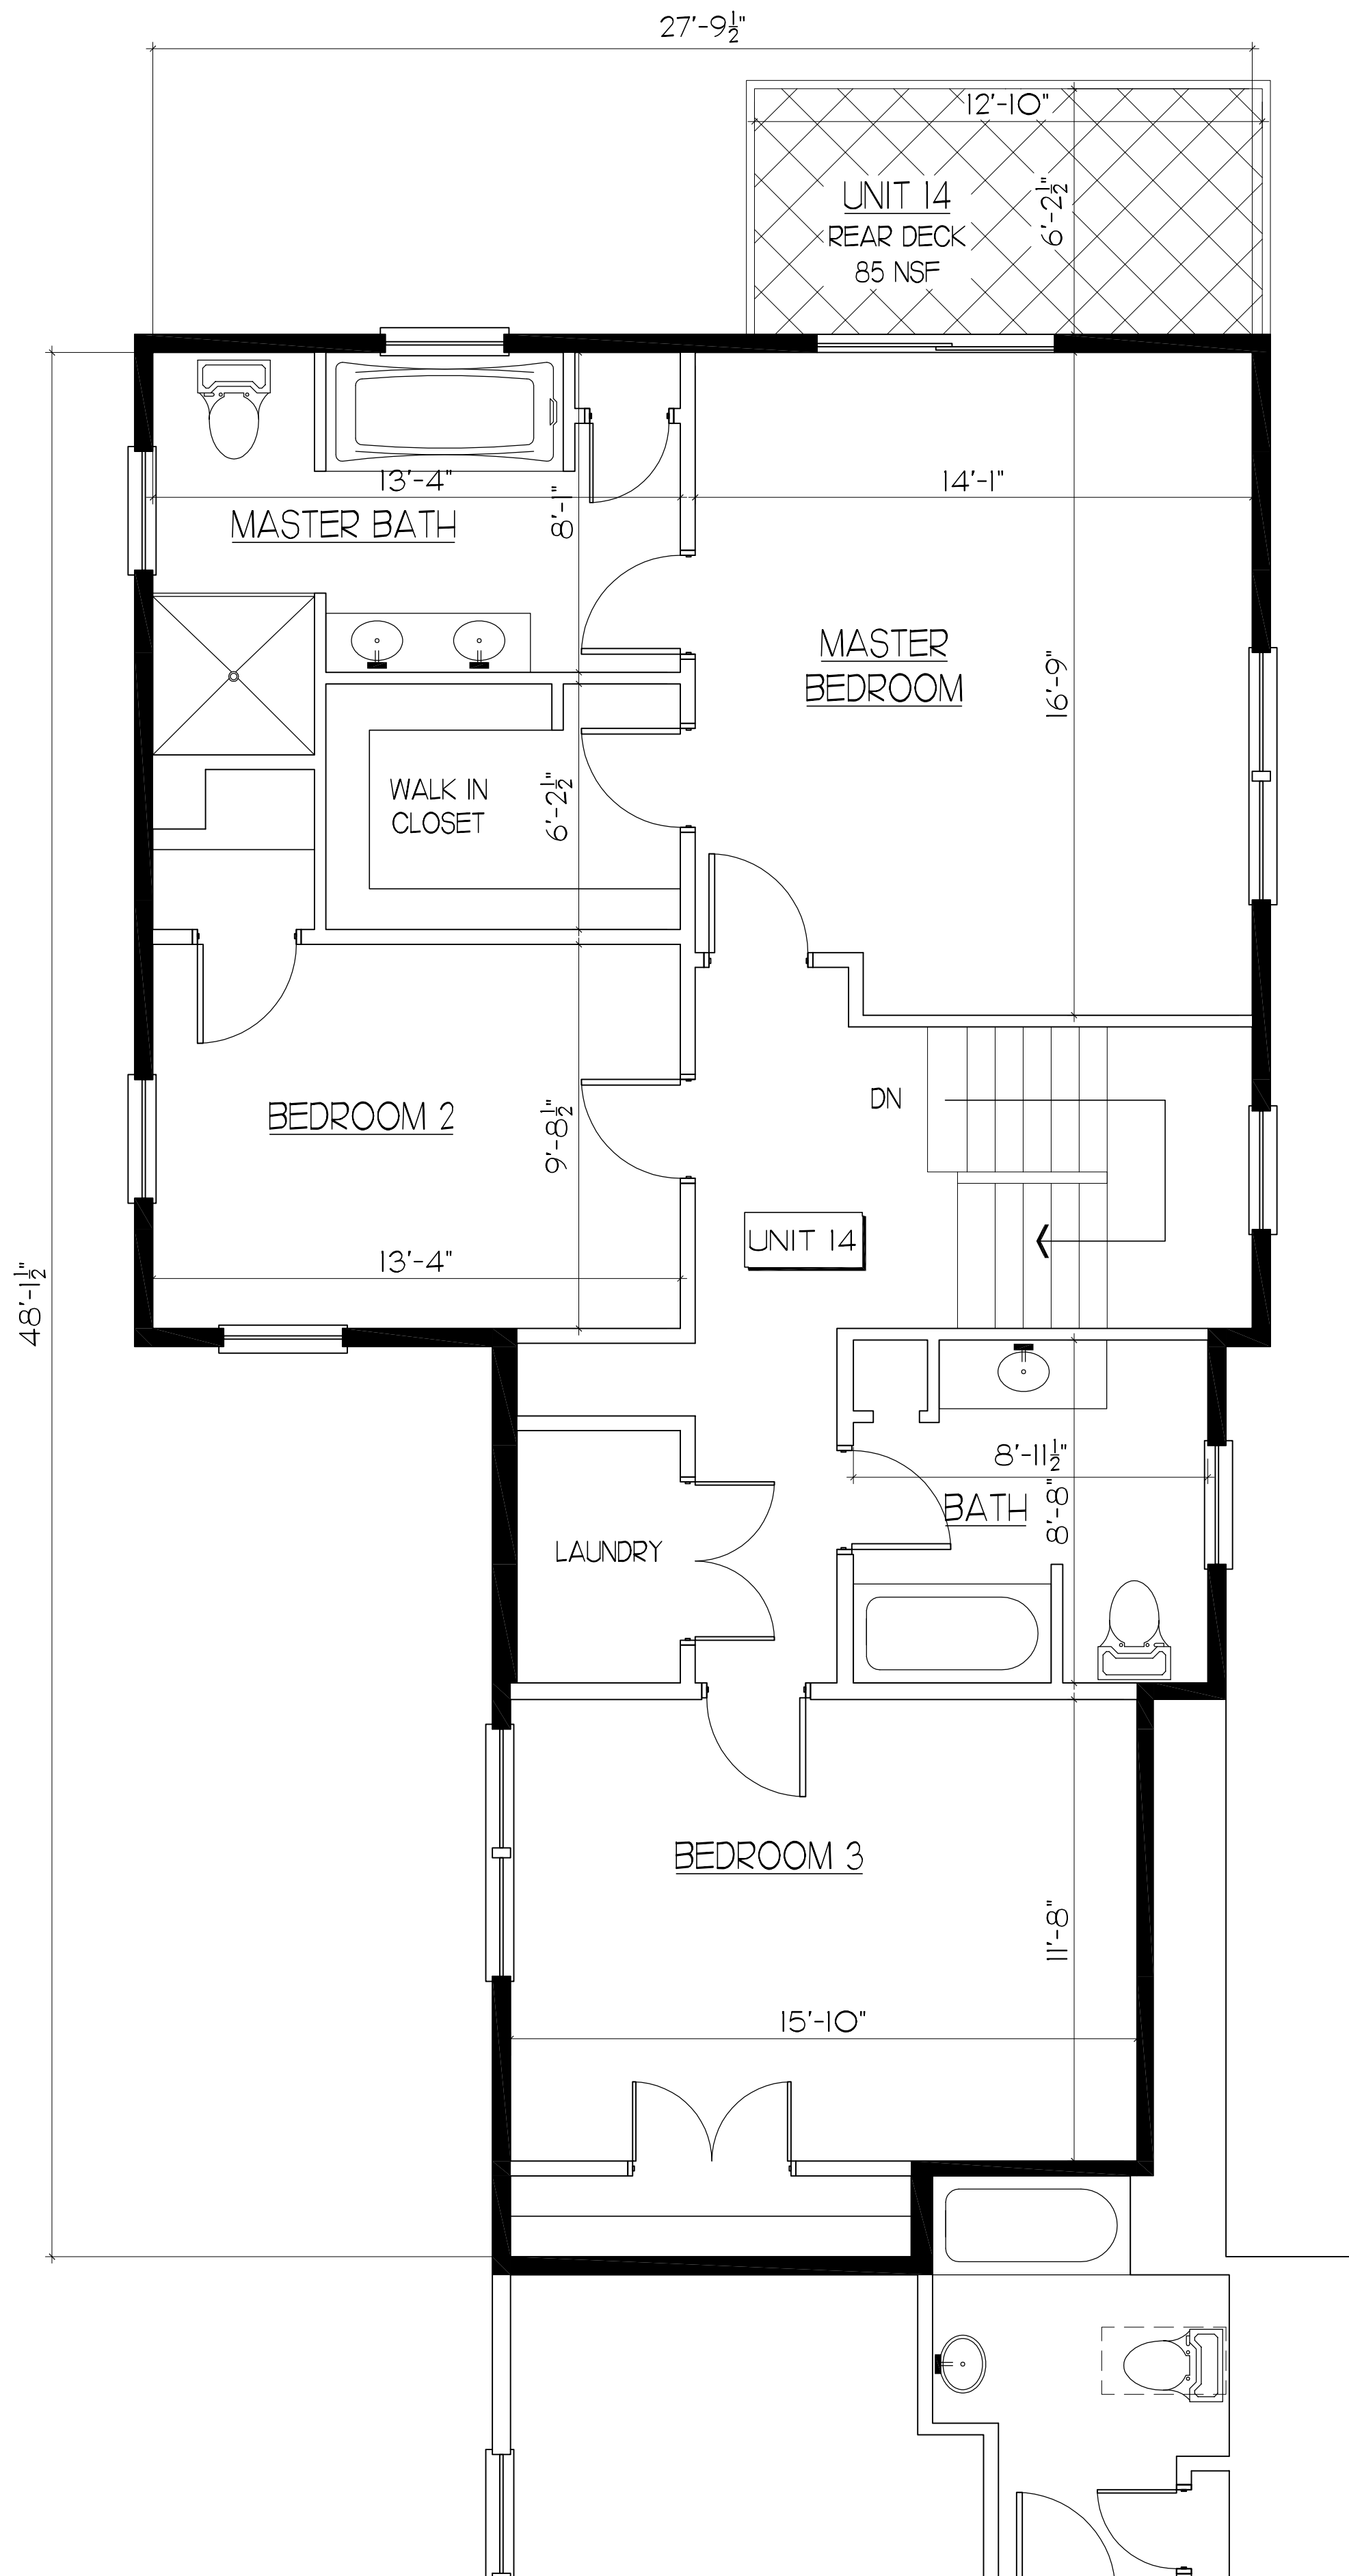 27'-9½"
12'-10"
UNIT 14
REAR DECK
85 NSF
6'-2½"
13'-4"
14'-1"
8'-1"
MASTER BATH
MASTER
BEDROOM
16'-9"
WALK IN
CLOSET
6'-2½"
DN
BEDROOM 2
9'-8½"
UNIT 14
13'-4"
48'-1½"
8'-11½"
BATH
8'-8"
LAUNDRY
BEDROOM 3
11'-8"
15'-10"